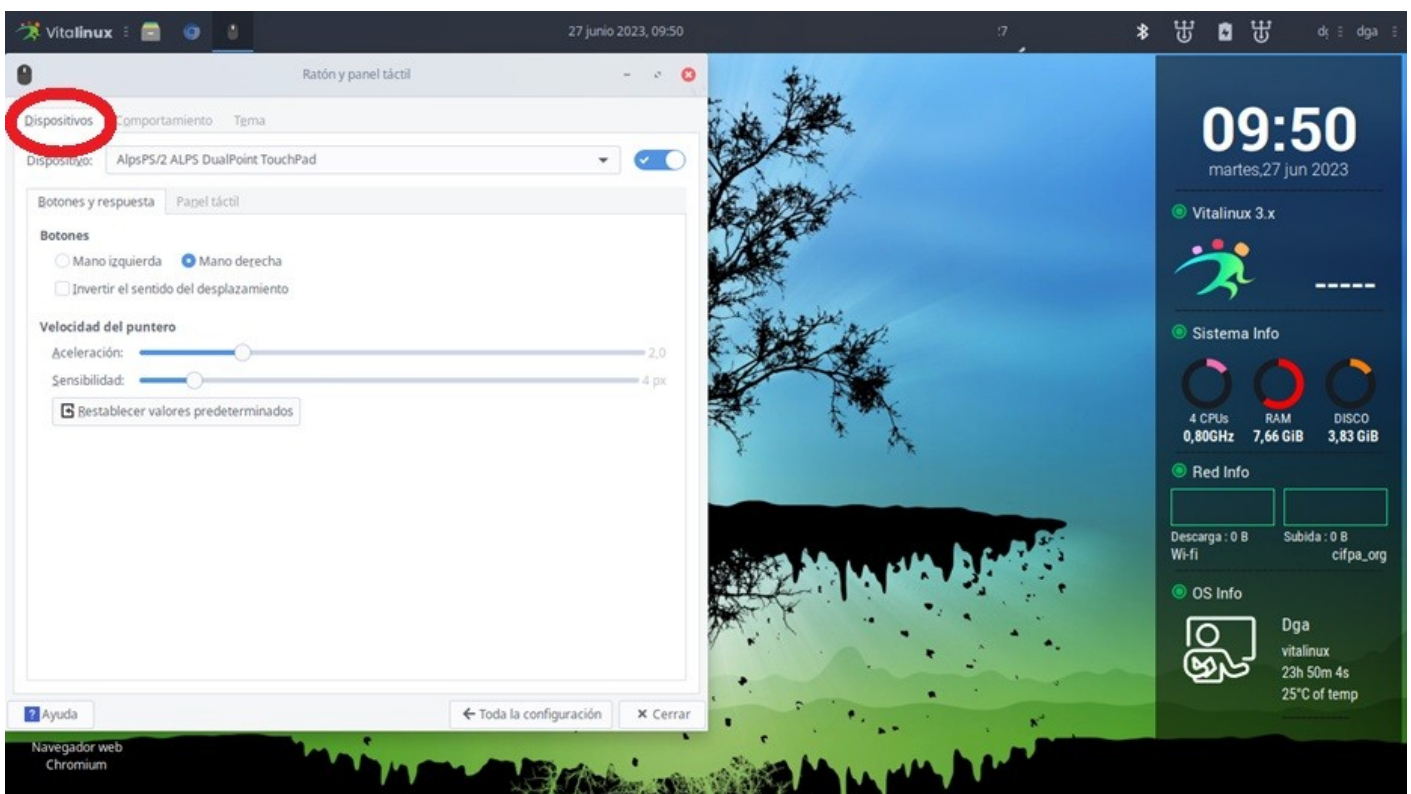 Vitalinux
27 junio 2023, 09:50
:7
dga
Ratón y panel táctil
Dispositivos Comportamiento Tema
Dispositivo: AlpsPS/2 ALPS DualPoint TouchPad
Botones y respuesta Panel táctil
Botones
Mano izquierda Mano derecha
Invertir el sentido del desplazamiento
Velocidad del puntero
Aceleración: 2,0
Sensibilidad: 4 px
Restablecer valores predeterminados
? Ayuda
Toda la configuración
Cerrar
Navegador web
Chromium
09:50
martes,27 jun 2023
Vitalinux 3.x
-----
Sistema Info
4 CPUs RAM DISCO
0,80GHz 7,66 GiB 3,83 GiB
Red Info
Descarga : 0 B Subida : 0 B
Wi-fi cifpa_org
OS Info
Dga
vitalinux
23h 50m 4s
25°C of temp